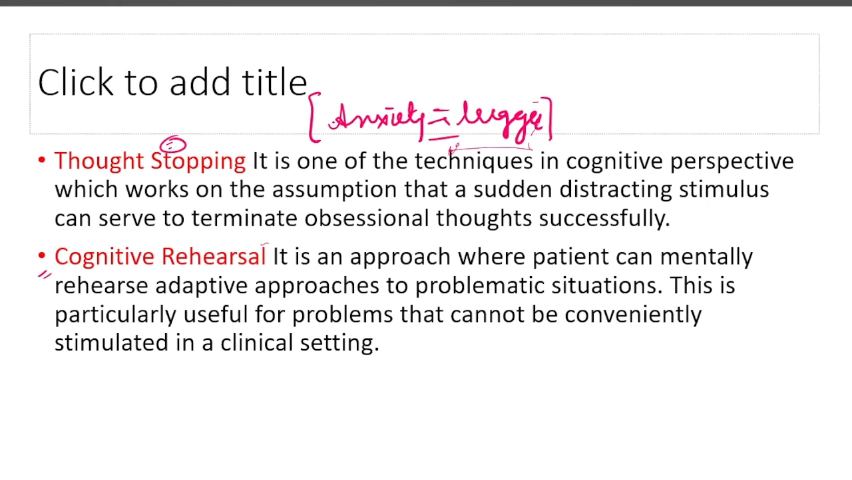 Click to add title
[Anxiety =
• Thought Stopping It is one of the techniques in cognitive perspective
which works on the assumption that a sudden distracting stimulus
can serve to terminate obsessional thoughts successfully.
• Cognitive Rehearsal It is an approach where patient can mentally
rehearse adaptive approaches to problematic situations. This is
particularly useful for problems that cannot be conveniently
stimulated in a clinical setting.